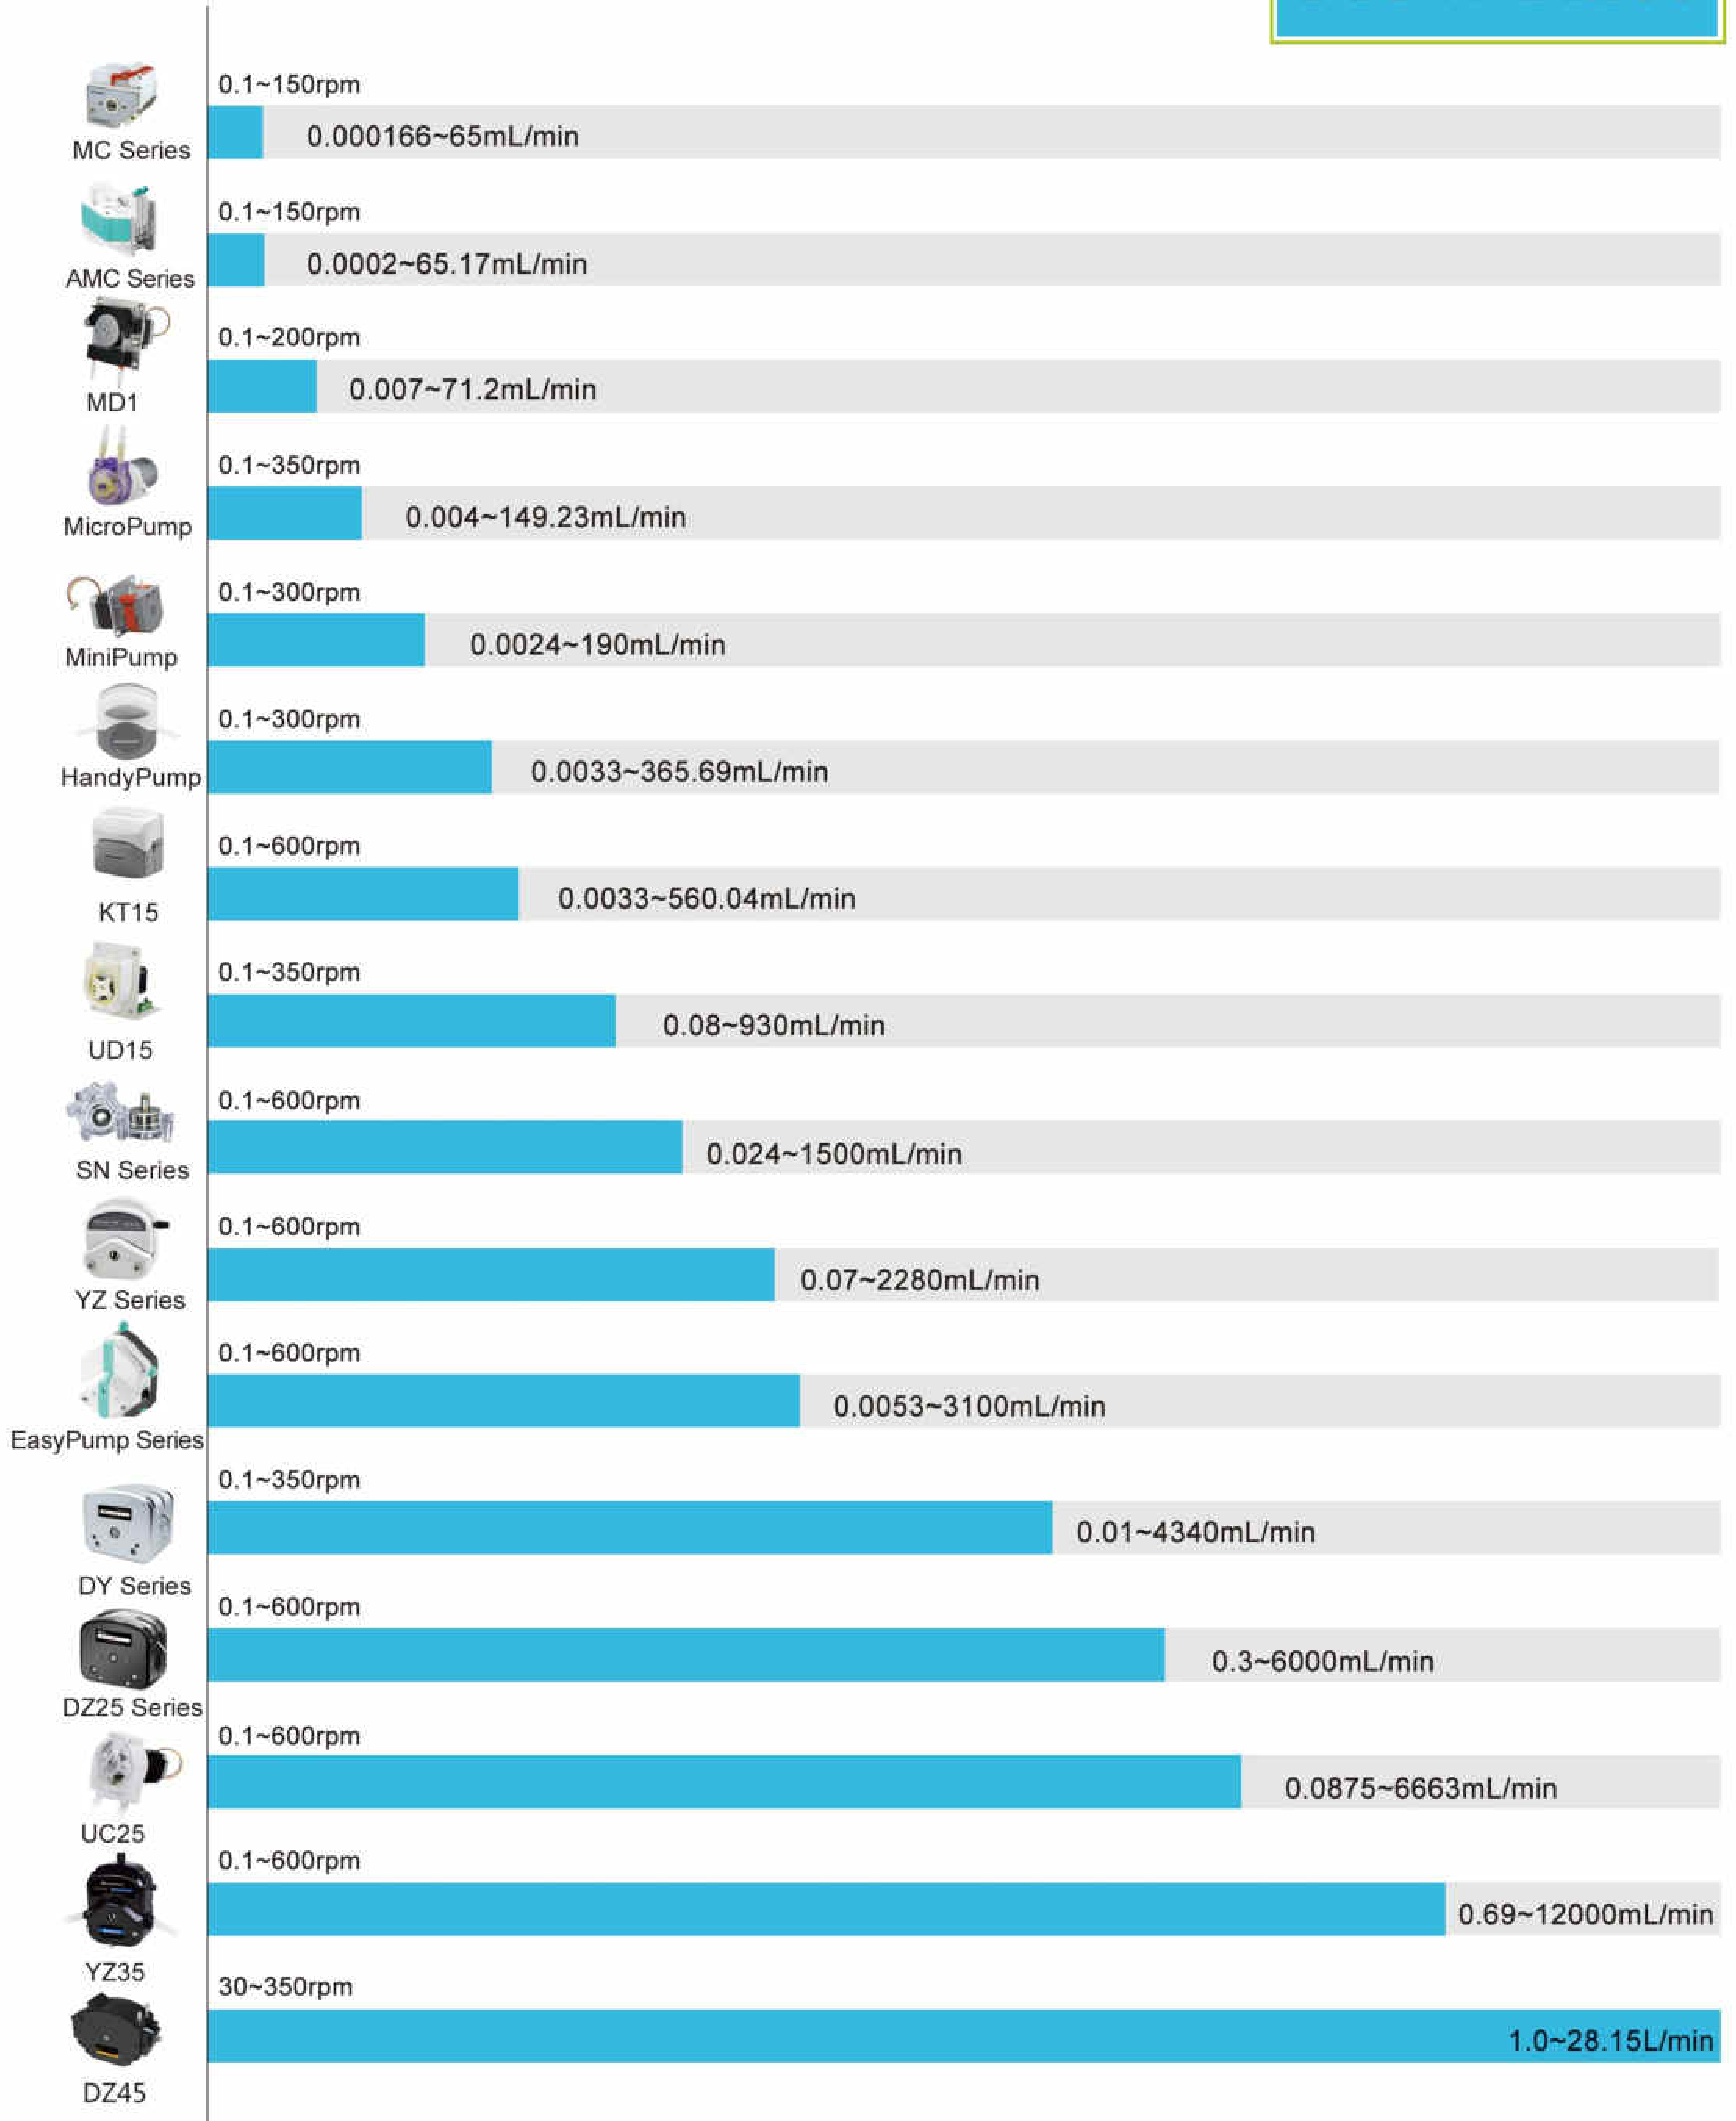 0.1~150rpm
0.000166~65mL/min
MC Series
0.1~150rpm
0.0002~65.17mL/min
AMC Series
0.1~200rpm
0.007~71.2mL/min
MD1
0.1~350rpm
0.004~149.23mL/min
MicroPump
0.1~300rpm
0.0024~190mL/min
MiniPump
0.1~300rpm
0.0033~365.69mL/min
HandyPump
0.1~600rpm
0.0033~560.04mL/min
KT15
0.1~350rpm
0.08~930mL/min
UD15
0.1~600rpm
0.024~1500mL/min
SN Series
0.1~600rpm
0.07~2280mL/min
YZ Series
0.1~600rpm
0.0053~3100mL/min
EasyPump Series
0.1~350rpm
0.01~4340mL/min
DY Series
0.1~600rpm
0.3~6000mL/min
DZ25 Series
0.1~600rpm
0.0875~6663mL/min
UC25
0.1~600rpm
0.69~12000mL/min
YZ35
30~350rpm
1.0~28.15L/min
DZ45